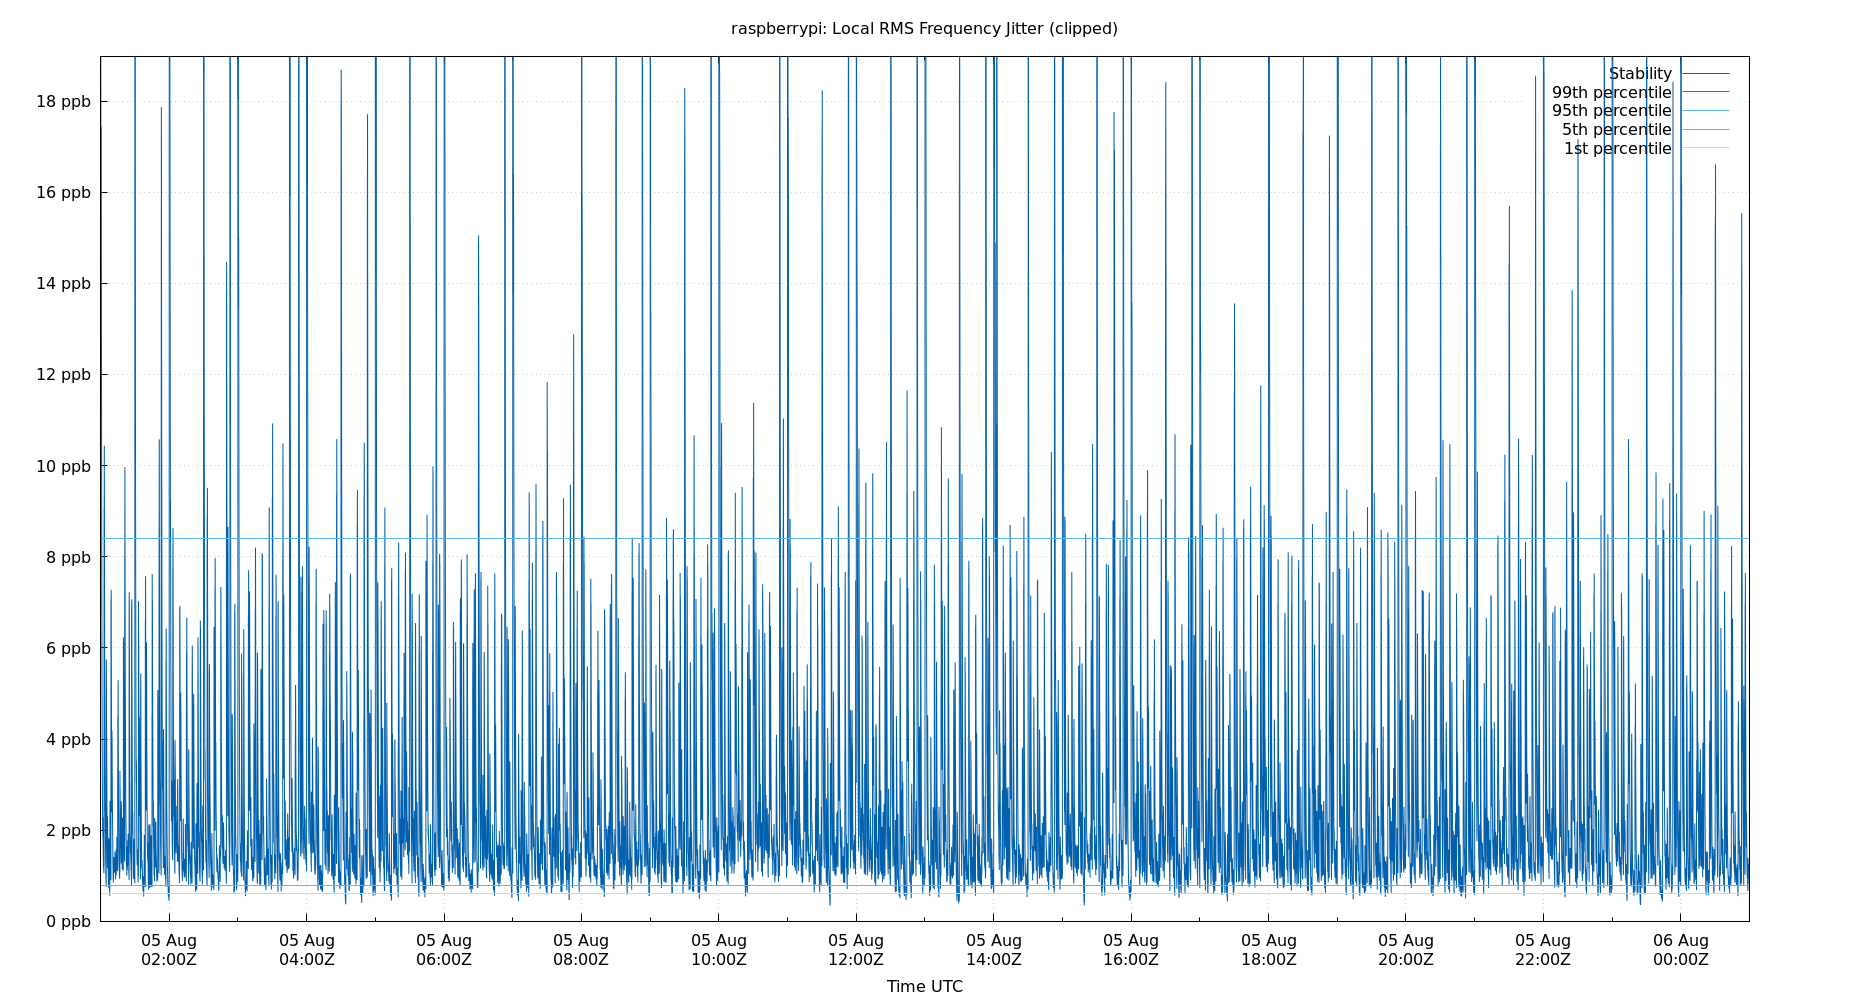 raspberrypi: Local RMS Frequency Jitter (clipped)
Stability
99th percentile
95th percentile
5th percentile
1st percentile
18 ppb
16 ppb
14 ppb
12 ppb
10 ppb
8 ppb
6 ppb
4 ppb
2 ppb
0 ppb
05 Aug 05 Aug 05 Aug 05 Aug 05 Aug 05 Aug 05 Aug 05 Aug 05 Aug 05 Aug 05 Aug 06 Aug
02:00Z 04:00Z 06:00Z 08:00Z 10:00Z 12:00Z 14:00Z 16:00Z 18:00Z 20:00Z 22:00Z 00:00Z
Time UTC